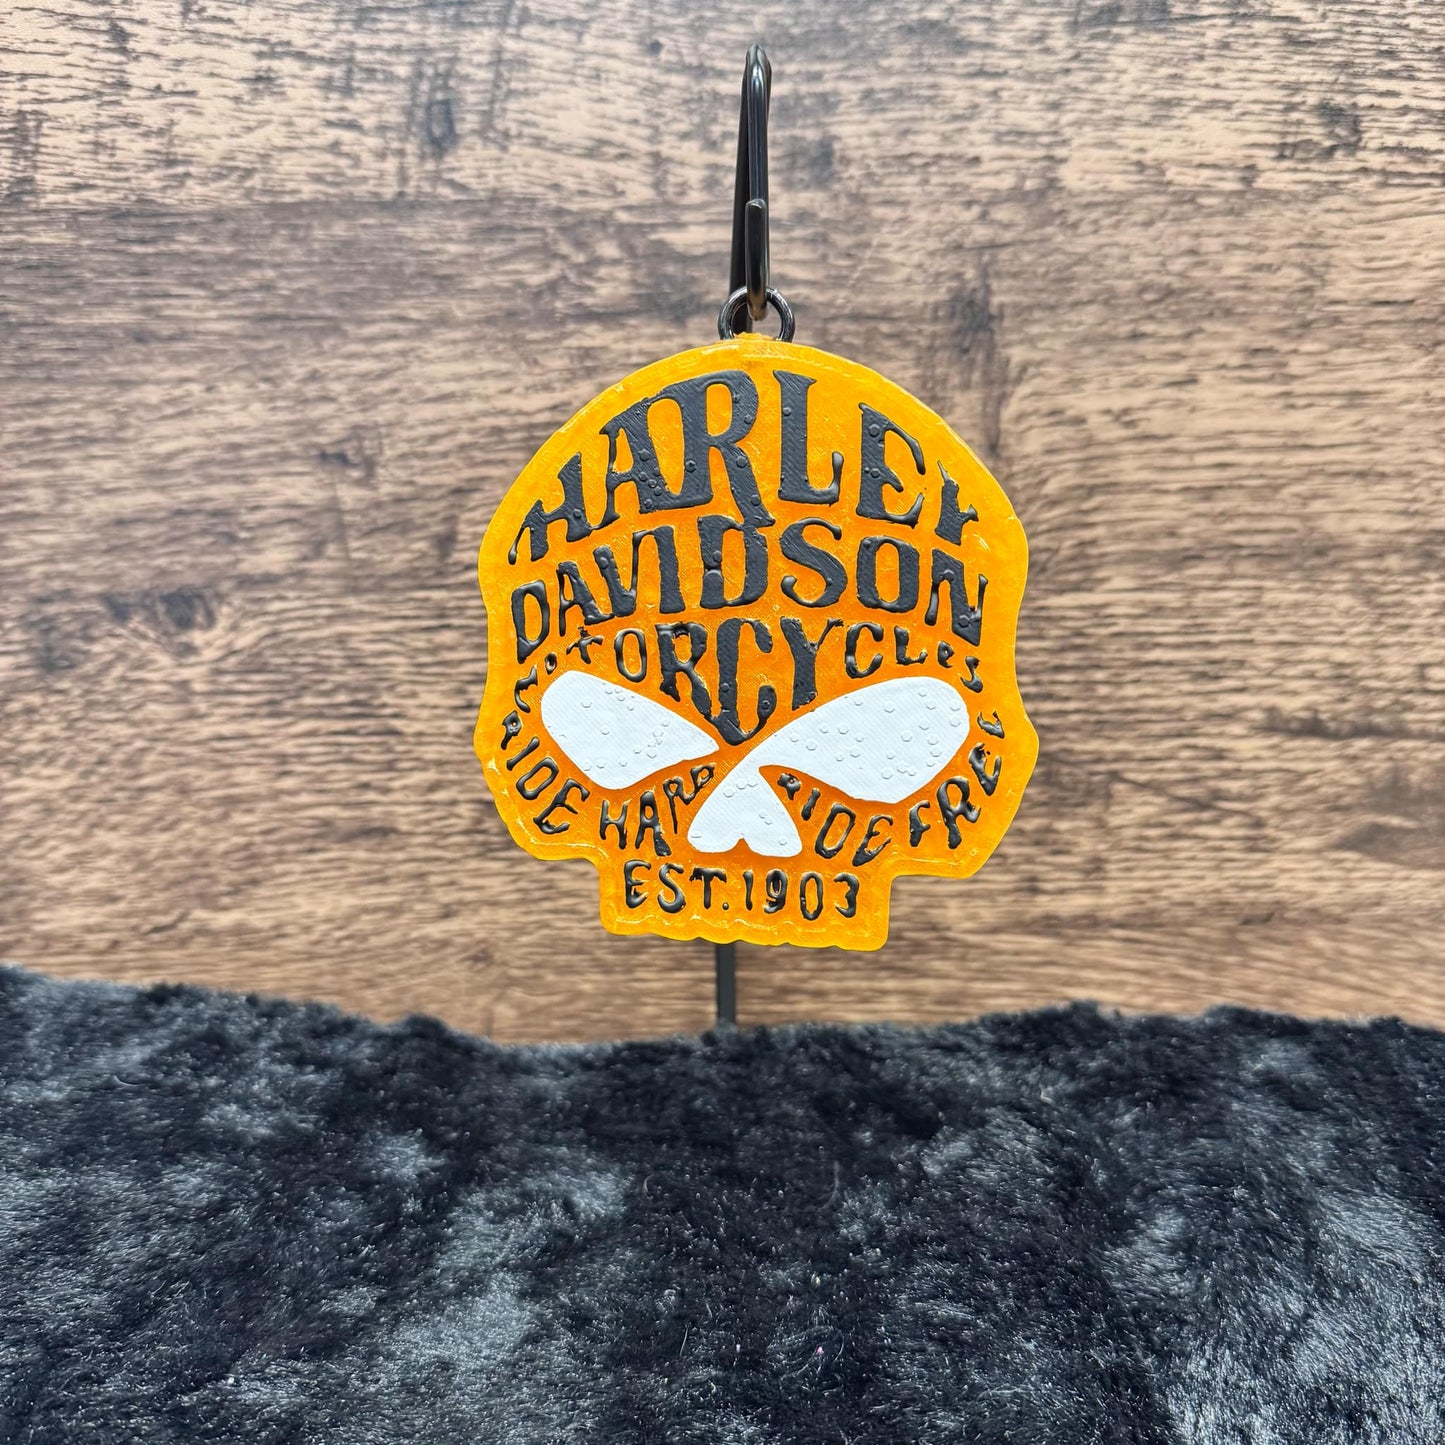 HARLEY
DAVIDSON
MOTORCYCLES
RIDE HARD RIDE FREE
EST. 1903